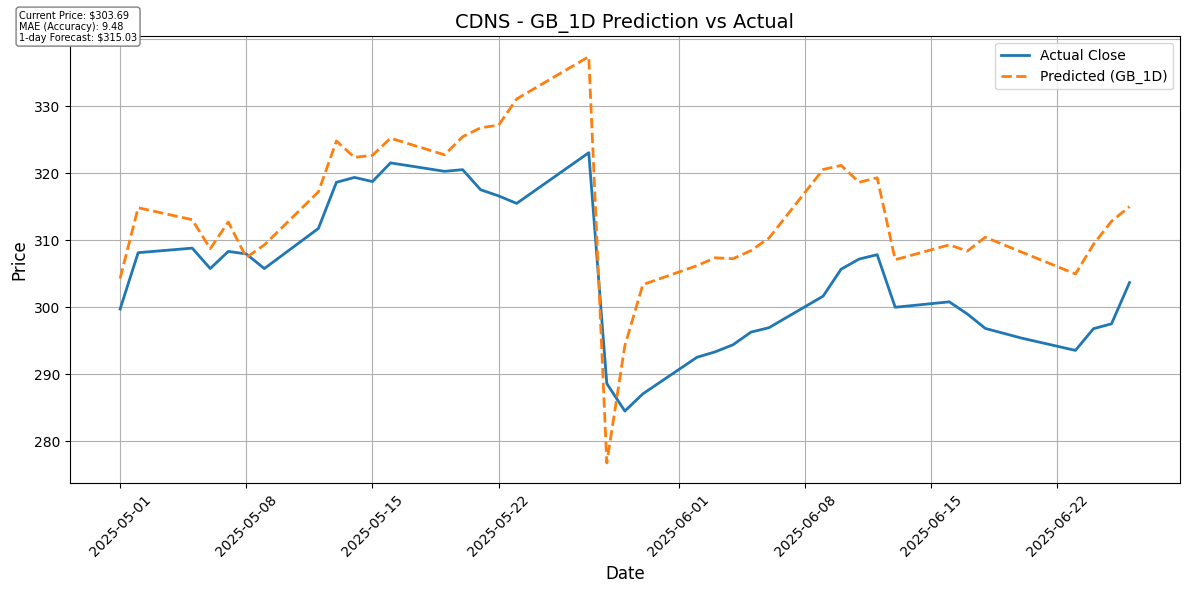 Current Price: $303.69
MAE (Accuracy): 9.48
1-day Forecast: $315.03
CDNS - GB_1D Prediction vs Actual
Actual Close
Predicted (GB_1D)
Price
330
320
310
300
290
280
2025-05-01
2025-05-08
2025-05-15
2025-05-22
2025-06-01
2025-06-08
2025-06-15
2025-06-22
Date